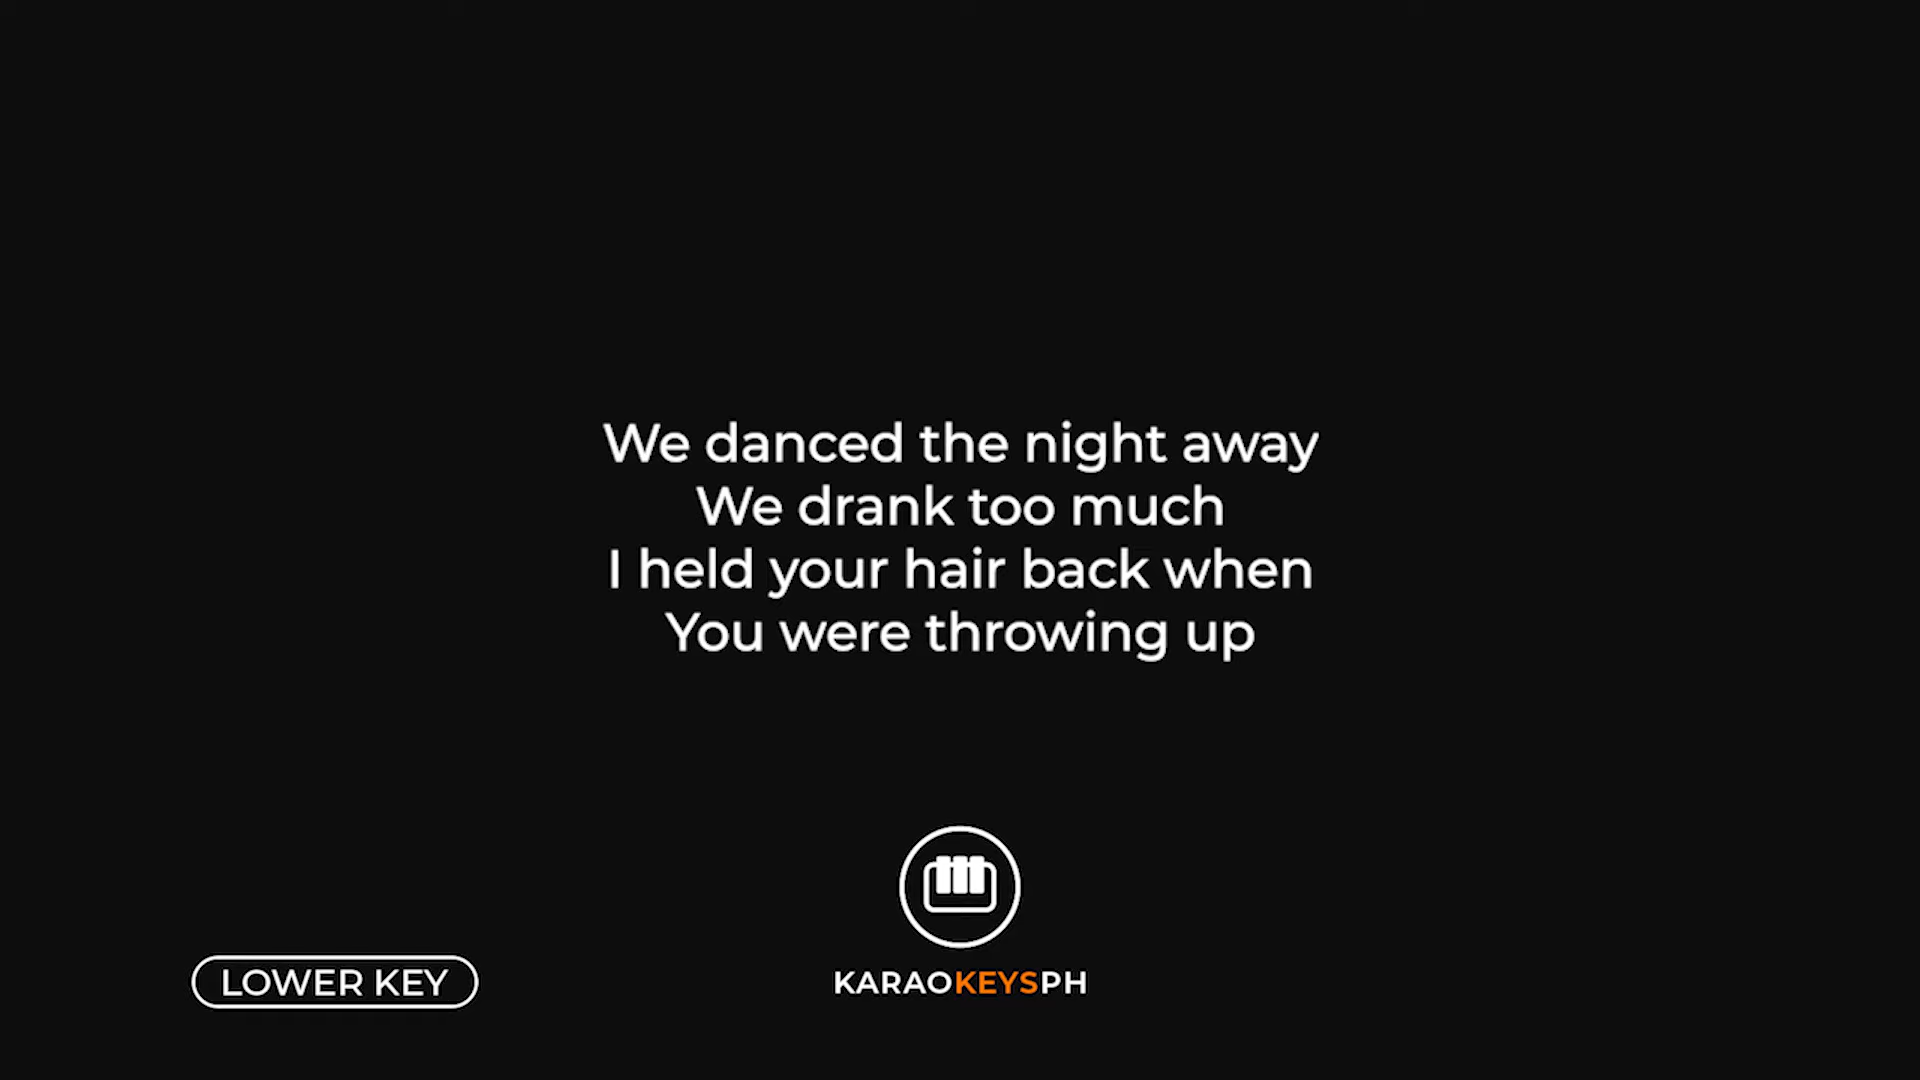 We danced the night away
We drank too much
I held your hair back when
You were throwing up
LOWER KEY
KARAOKEYSPH